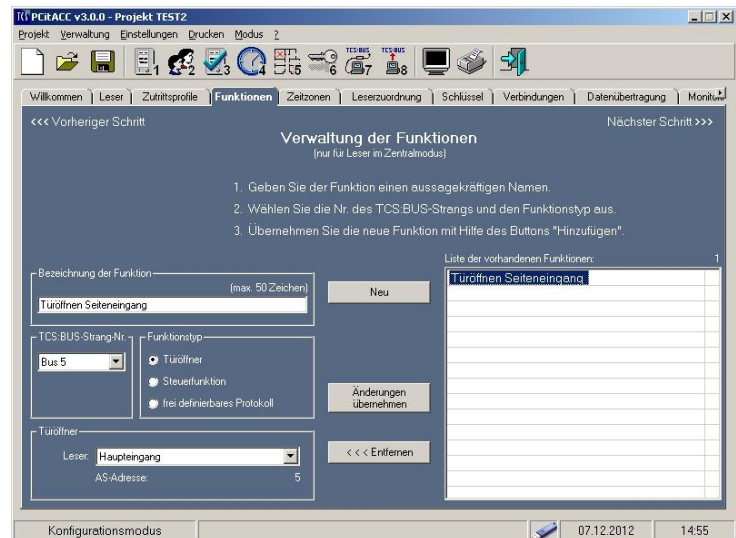 PCitACC v3.0.0 - Projekt TEST2
Projekt Verwaltung Einstellungen Drucken Modus ?
1 2 3 4 5 6 TCS:BUS 7 TCS:BUS 8
Willkommen Leser Zutrittsprofile Funktionen Zeitzonen Leserzuordnung Schlüssel Verbindungen Datenübertragung
<<< Vorheriger Schritt
Nächster Schritt >>>
Verwaltung der Funktionen
(nur für Leser im Zentralmodus)
1. Geben Sie der Funktion einen aussagekräftigen Namen.
2. Wählen Sie die Nr. des TCS:BUS-Strangs und den Funktionstyp aus.
3. Übernehmen Sie die neue Funktion mit Hilfe des Buttons "Hinzufügen".
Bezeichnung der Funktion
(max. 50 Zeichen)
Türöffnen Seiteneingang
TCS:BUS-Strang-Nr.
Bus 5
Funktionstyp
Türöffner
Steuerfunktion
frei definierbares Protokoll
Türöffner
Leser: Haupteingang
AS-Adresse: 5
Neu
Änderungen
übernehmen
< < < Entfernen
Liste der vorhandenen Funktionen: 1
Türöffnen Seiteneingang
Konfigurationsmodus
07.12.2012
14:55